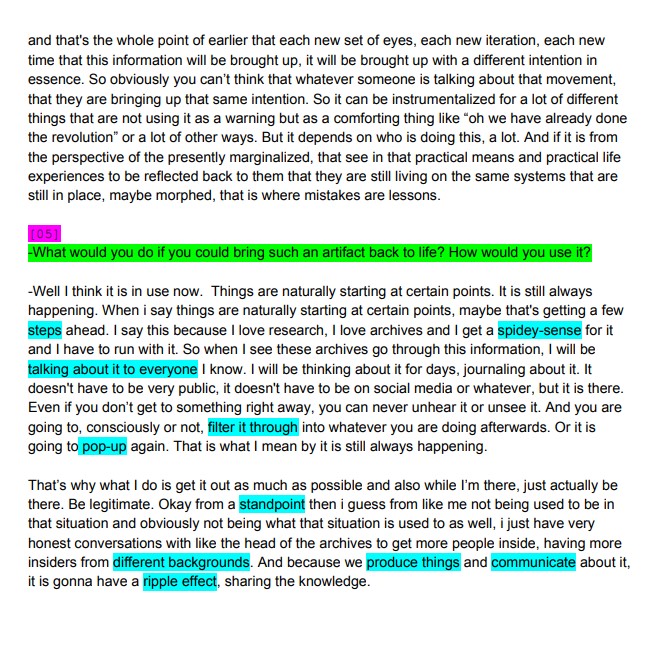 and that's the whole point of earlier that each new set of eyes, each new iteration, each new
time that this information will be brought up, it will be brought up with a different intention in
essence. So obviously you can’t think that whatever someone is talking about that movement,
that they are bringing up that same intention. So it can be instrumentalized for a lot of different
things that are not using it as a warning but as a comforting thing like “oh we have already done
the revolution” or a lot of other ways. But it depends on who is doing this, a lot. And if it is from
the perspective of the presently marginalized, that see in that practical means and practical life
experiences to be reflected back to them that they are still living on the same systems that are
still in place, maybe morphed, that is where mistakes are lessons.
[05]
-What would you do if you could bring such an artifact back to life? How would you use it?
-Well I think it is in use now.  Things are naturally starting at certain points. It is still always
happening. When i say things are naturally starting at certain points, maybe that's getting a few
steps ahead. I say this because I love research, I love archives and I get a spidey-sense for it
and I have to run with it. So when I see these archives go through this information, I will be
talking about it to everyone I know. I will be thinking about it for days, journaling about it. It
doesn't have to be very public, it doesn't have to be on social media or whatever, but it is there.
Even if you don’t get to something right away, you can never unhear it or unsee it. And you are
going to, consciously or not, filter it through into whatever you are doing afterwards. Or it is
going to pop-up again. That is what I mean by it is still always happening.
That’s why what I do is get it out as much as possible and also while I’m there, just actually be
there. Be legitimate. Okay from a standpoint then i guess from like me not being used to be in
that situation and obviously not being what that situation is used to as well, i just have very
honest conversations with like the head of the archives to get more people inside, having more
insiders from different backgrounds. And because we produce things and communicate about it,
it is gonna have a ripple effect, sharing the knowledge.